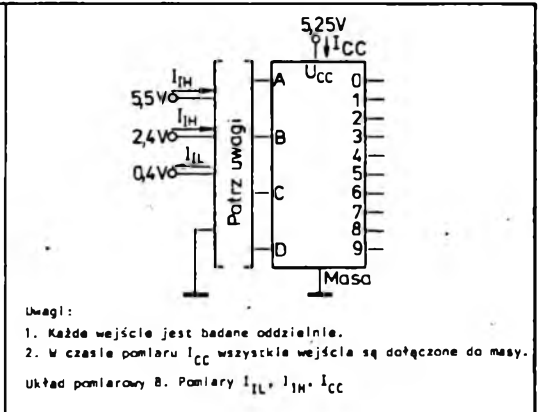 5,25V
I_CC
U_CC
I_IH
5,5V
I_IH
2,4V
I_IL
0,4V
Patrz uwagi
A
B
C
D
0
1
2
3
4
5
6
7
8
9
Masa
Uwagi:
1. Każde wejście jest badane oddzielnie.
2. W czasie pomiaru I_CC wszystkie wejścia są dołączone do masy.
Układ pomiarowy B. Pomiary I_IL, I_IH, I_CC